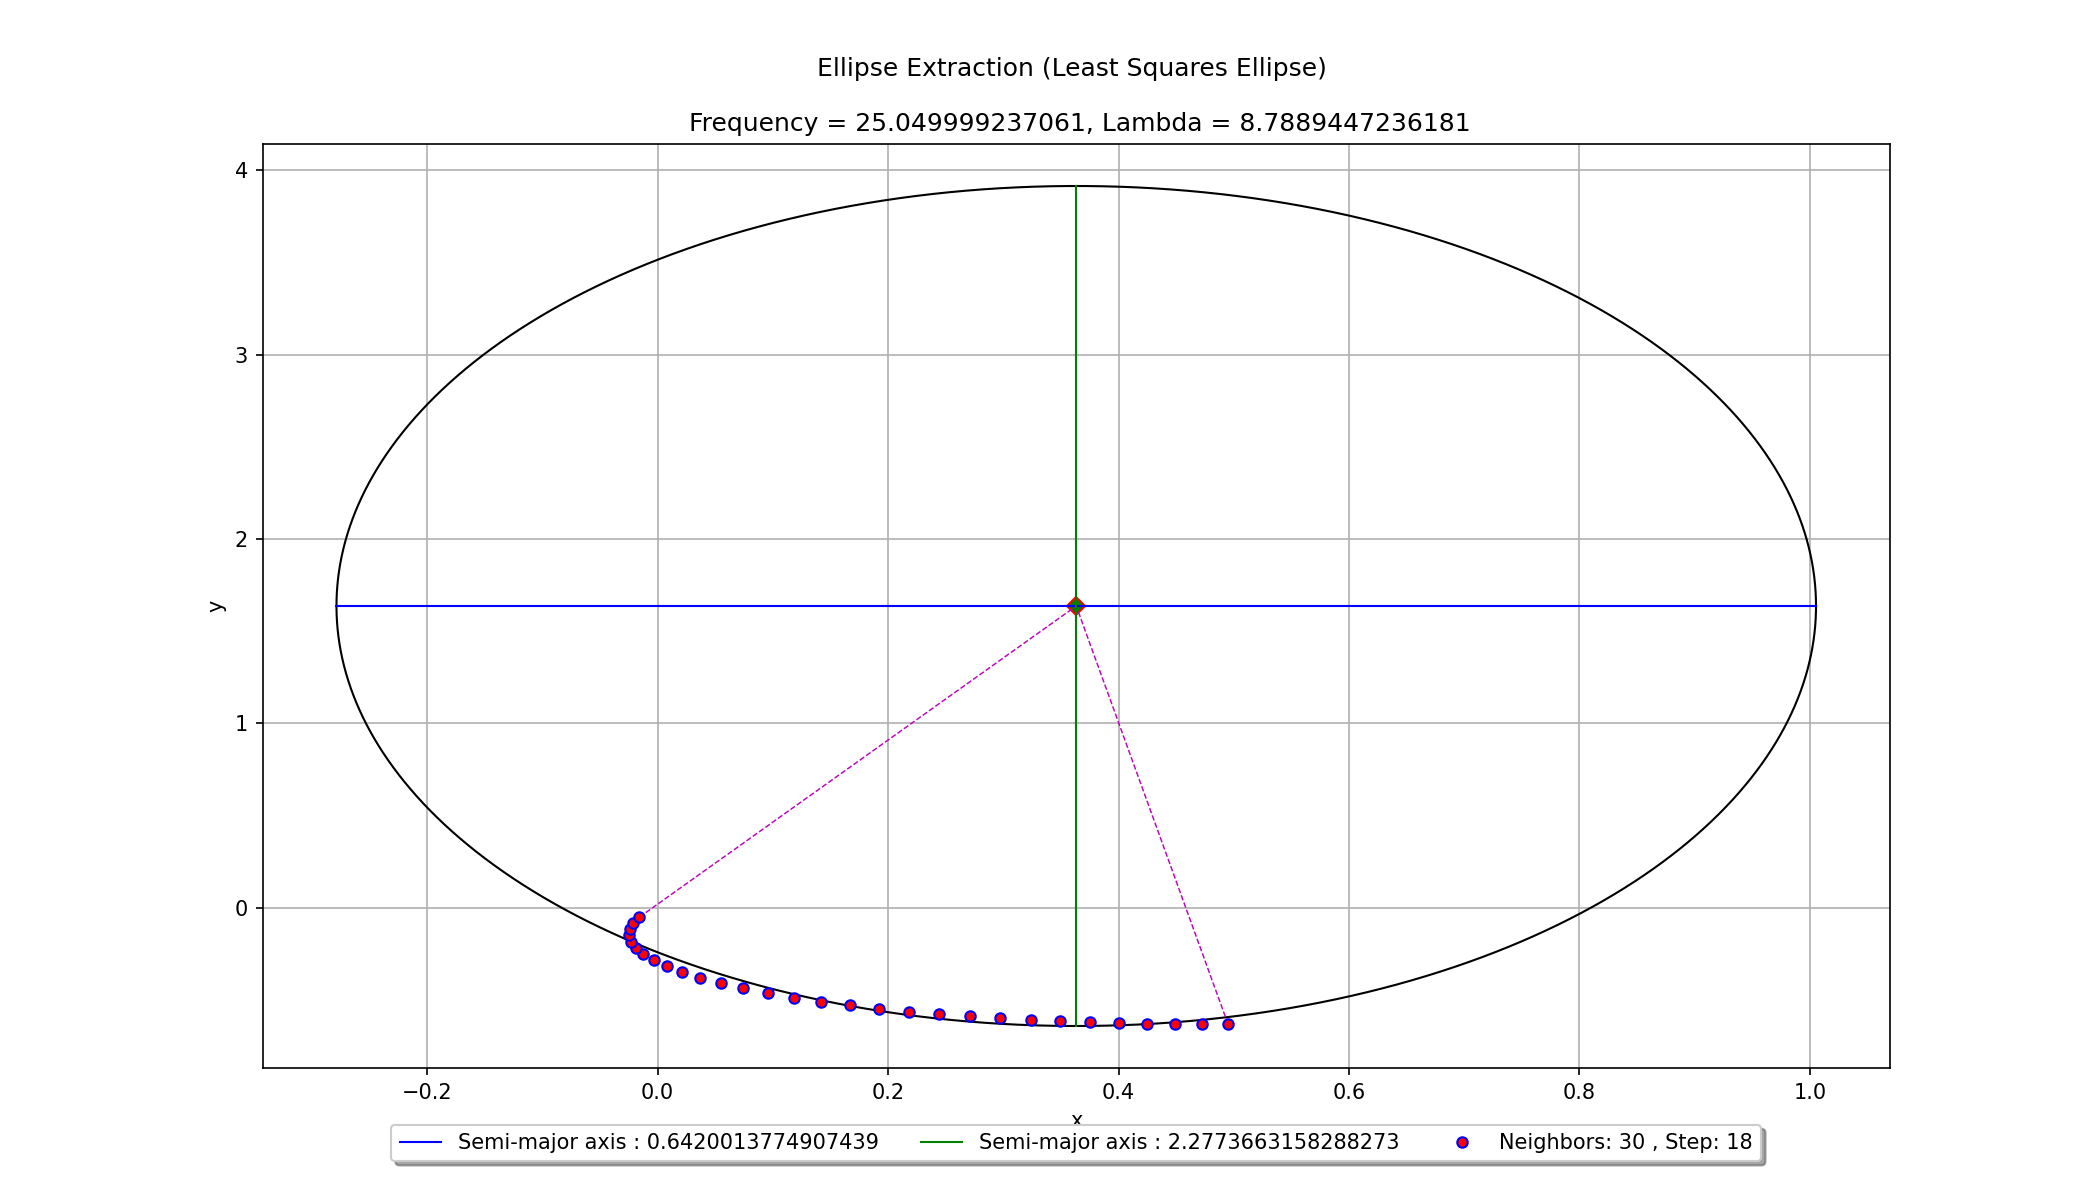 Ellipse Extraction (Least Squares Ellipse)
Frequency = 25.049999237061, Lambda = 8.7889447236181
4
3
2
1
0
y
−0.2 0.0 0.2 0.4 0.6 0.8 1.0
x
Semi-major axis : 0.6420013774907439 Semi-major axis : 2.2773663158288273 Neighbors: 30 , Step: 18